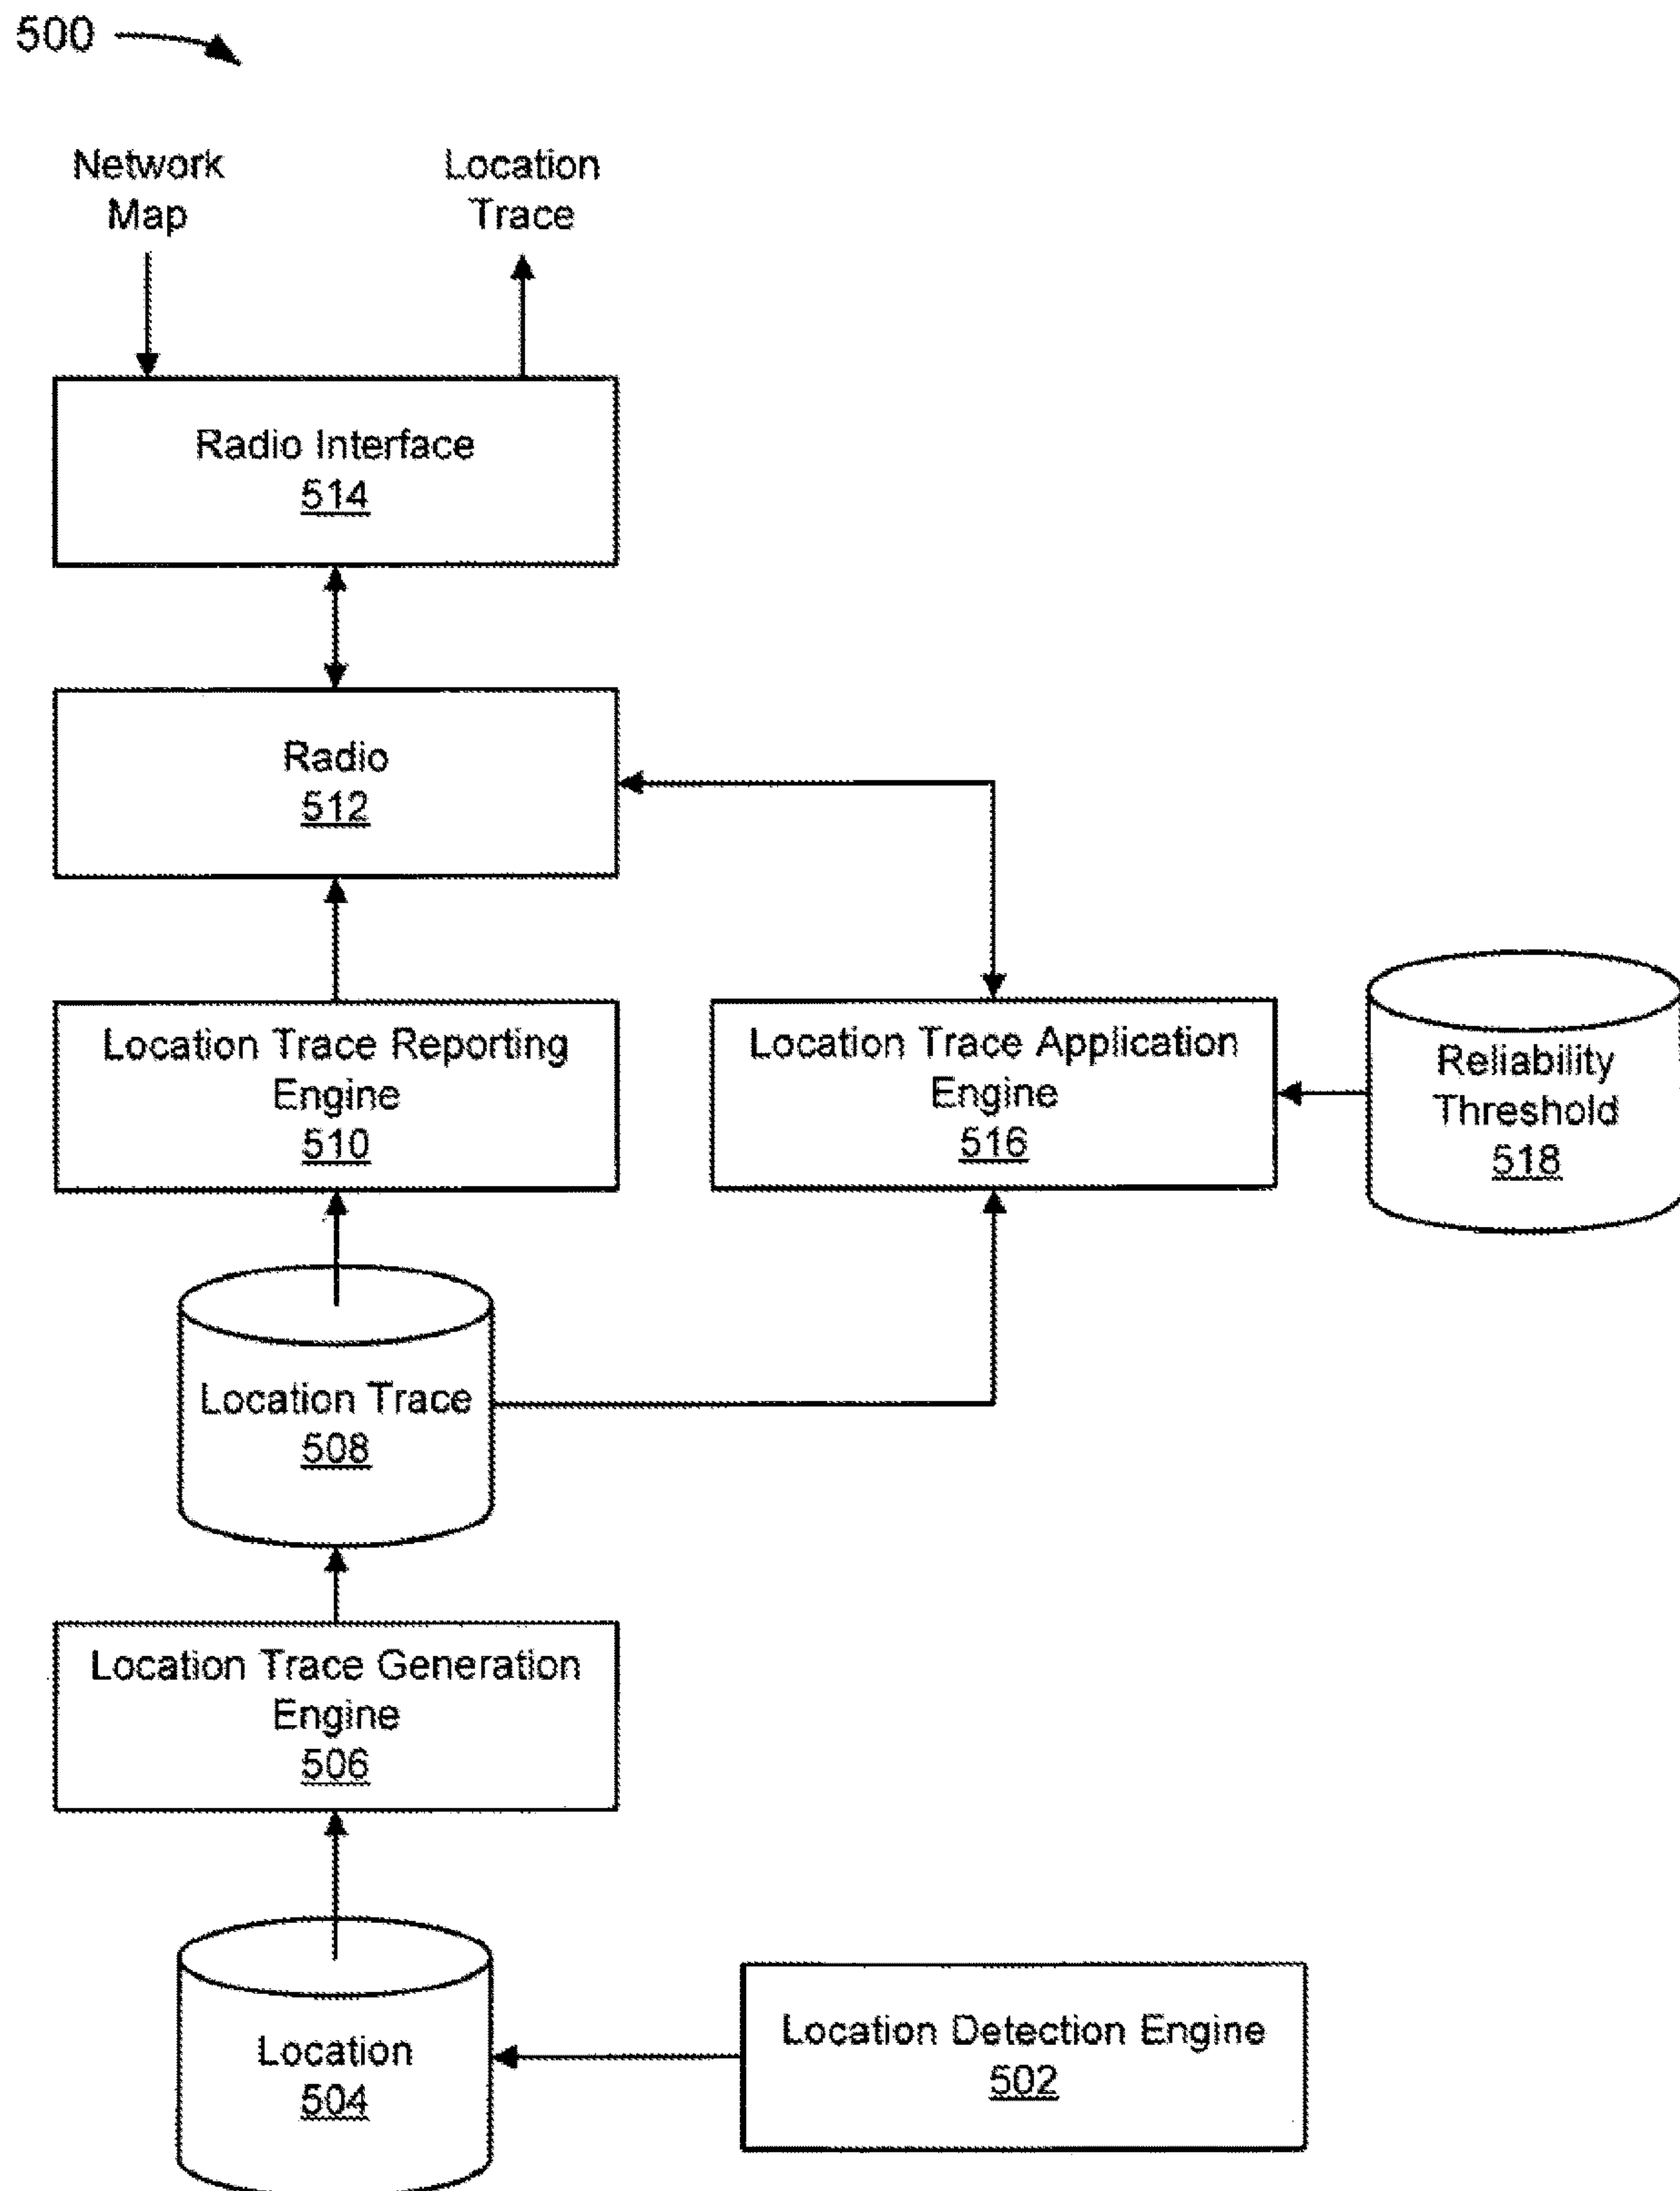 500
Network
Map
Location
Trace
Radio Interface
514
Radio
512
Location Trace Reporting
Engine
510
Location Trace Application
Engine
516
Reliability
Threshold
518
Location Trace
508
Location Trace Generation
Engine
506
Location
504
Location Detection Engine
502